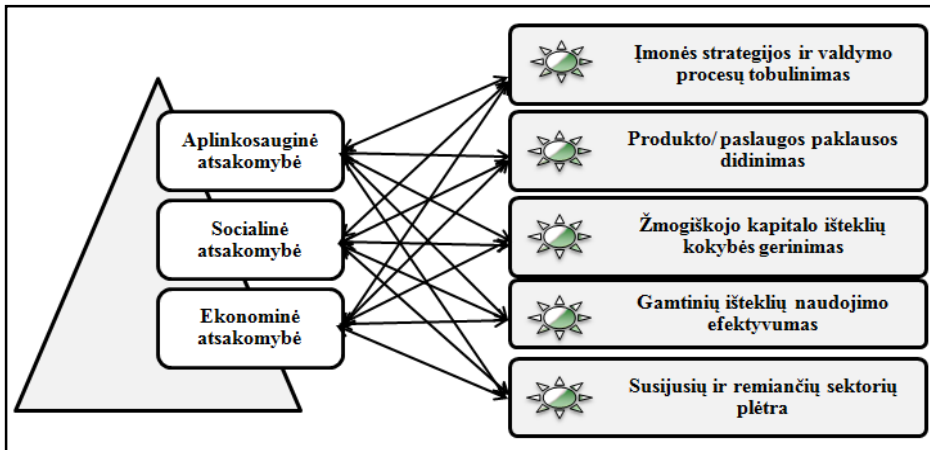 Aplinkosauginė
atsakomybė
Socialinė
atsakomybė
Ekonominė
atsakomybė
Įmonės strategijos ir valdymo
procesų tobulinimas
Produkto/ paslaugos paklausos
didinimas
Žmogiškojo kapitalo išteklių
kokybės gerinimas
Gamtinių išteklių naudojimo
efektyvumas
Susijusių ir remiančių sektorių
plėtra